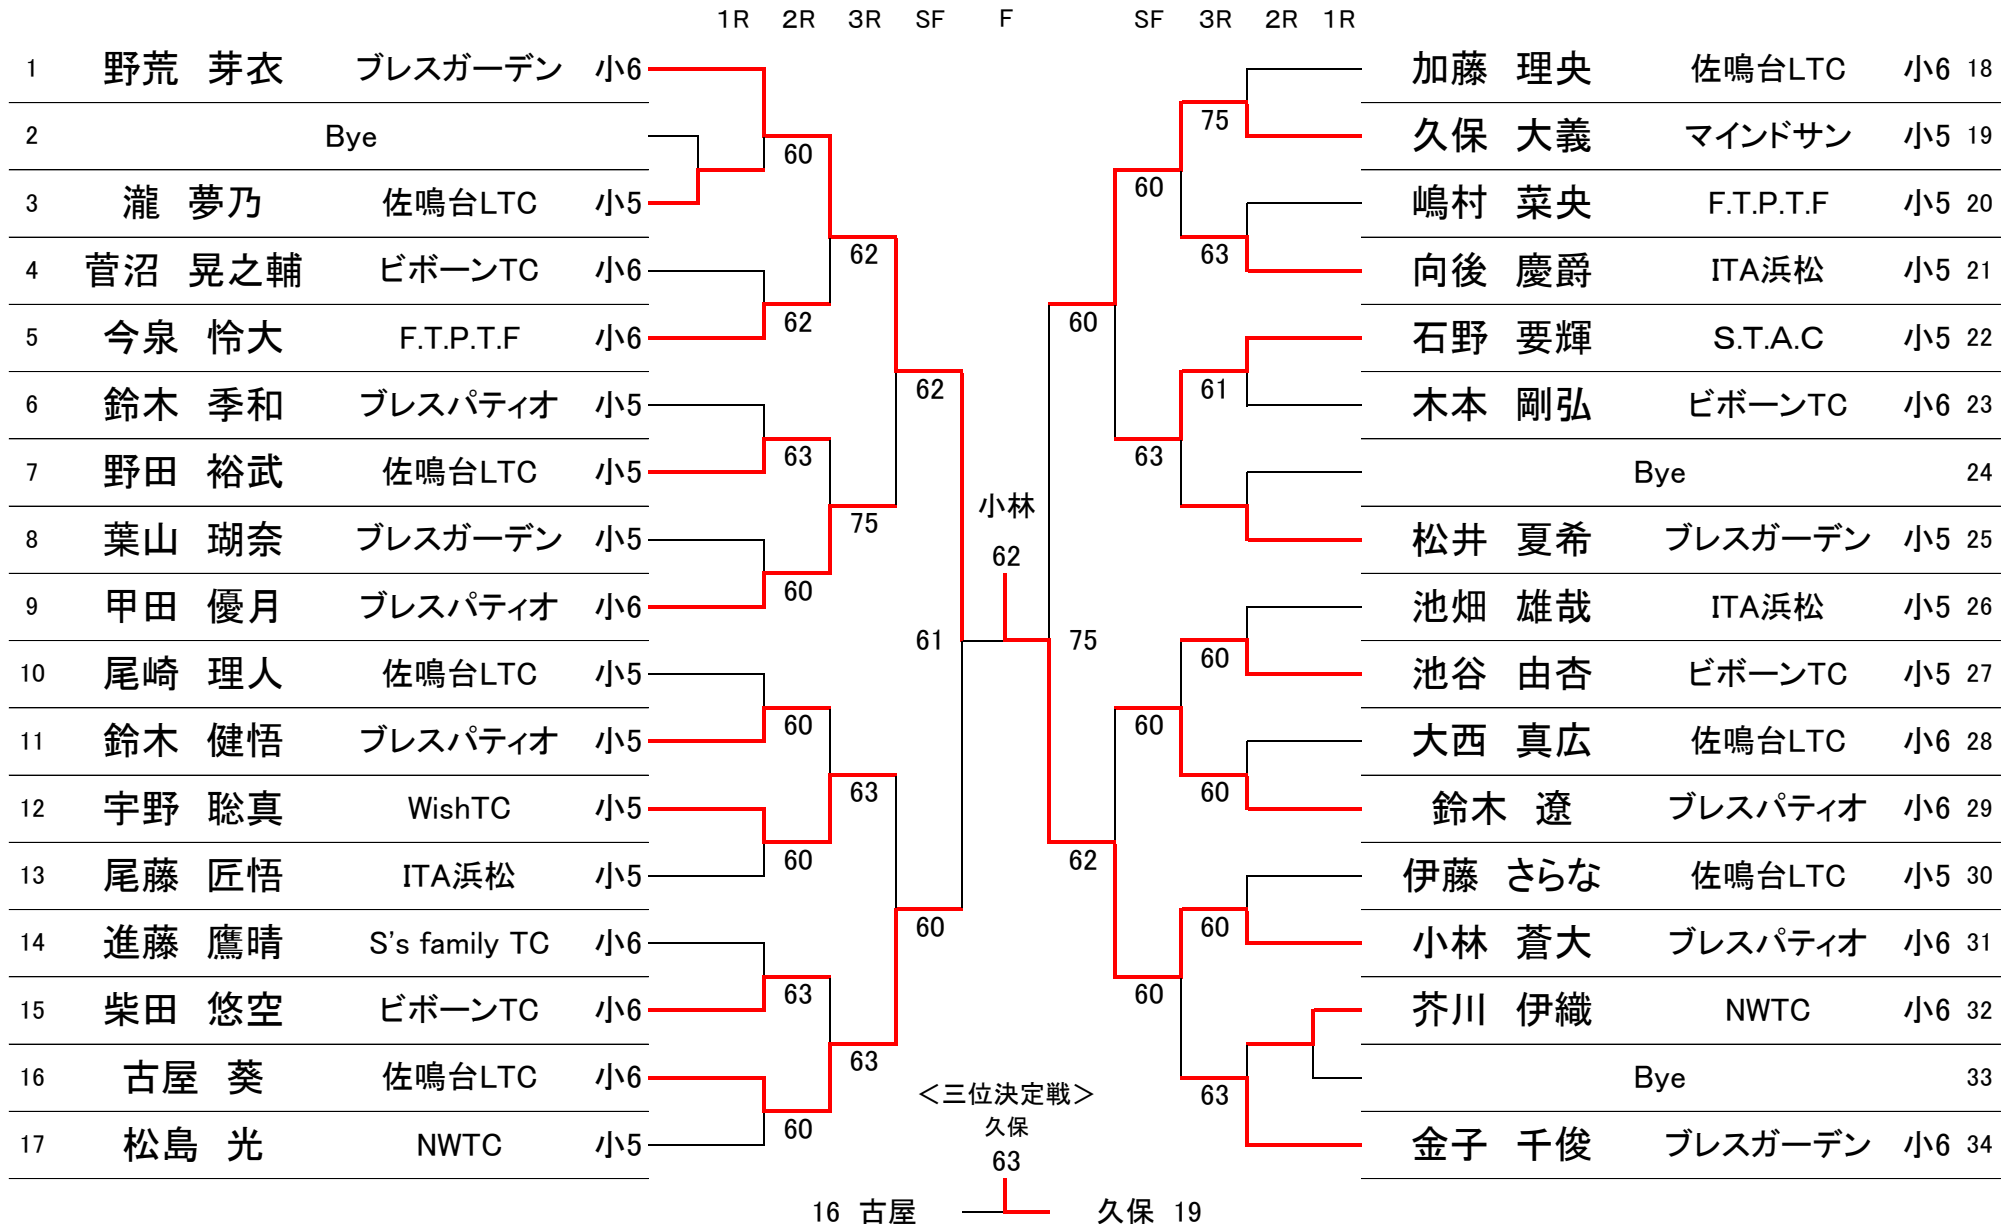 1R 2R 3R SF F SF 3R 2R 1R
1 野荒 芽衣 ブレスガーデン 小6
2 Bye
3 瀧 夢乃 佐鳴台LTC 小5
4 菅沼 晃之輔 ビボーンTC 小6
5 今泉 怜大 F.T.P.T.F 小6
6 鈴木 季和 ブレスパティオ 小5
7 野田 裕武 佐鳴台LTC 小5
8 葉山 瑚奈 ブレスガーデン 小5
9 甲田 優月 ブレスパティオ 小6
10 尾崎 理人 佐鳴台LTC 小5
11 鈴木 健悟 ブレスパティオ 小5
12 宇野 聡真 WishTC 小5
13 尾藤 匠悟 ITA浜松 小5
14 進藤 鷹晴 S's family TC 小6
15 柴田 悠空 ビボーンTC 小6
16 古屋 葵 佐鳴台LTC 小6
17 松島 光 NWTC 小5
60
62
63
60
60
60
63
60
62
75
63
63
62
60
61
小林
62
75
60
62
60
63
60
60
75
63
61
60
60
60
63
加藤 理央 佐鳴台LTC 小6 18
久保 大義 マインドサン 小5 19
嶋村 菜央 F.T.P.T.F 小5 20
向後 慶爵 ITA浜松 小5 21
石野 要輝 S.T.A.C 小5 22
木本 剛弘 ビボーンTC 小6 23
Bye 24
松井 夏希 ブレスガーデン 小5 25
池畑 雄哉 ITA浜松 小5 26
池谷 由杏 ビボーンTC 小5 27
大西 真広 佐鳴台LTC 小6 28
鈴木 遼 ブレスパティオ 小6 29
伊藤 さらな 佐鳴台LTC 小5 30
小林 蒼大 ブレスパティオ 小6 31
芥川 伊織 NWTC 小6 32
Bye 33
金子 千俊 ブレスガーデン 小6 34
＜三位決定戦＞
久保
63
16 古屋 久保 19